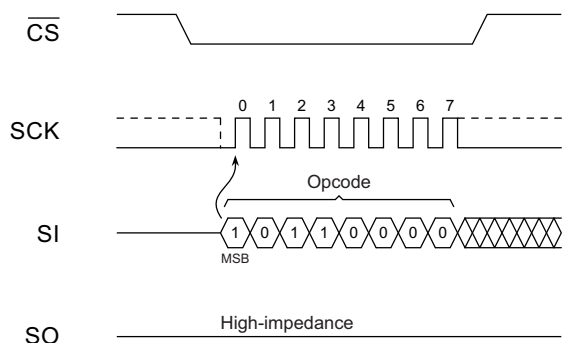 CS
0 1 2 3 4 5 6 7
SCK
Opcode
SI
1 0 1 1 0 0 0 0
MSB
High-impedance
SO